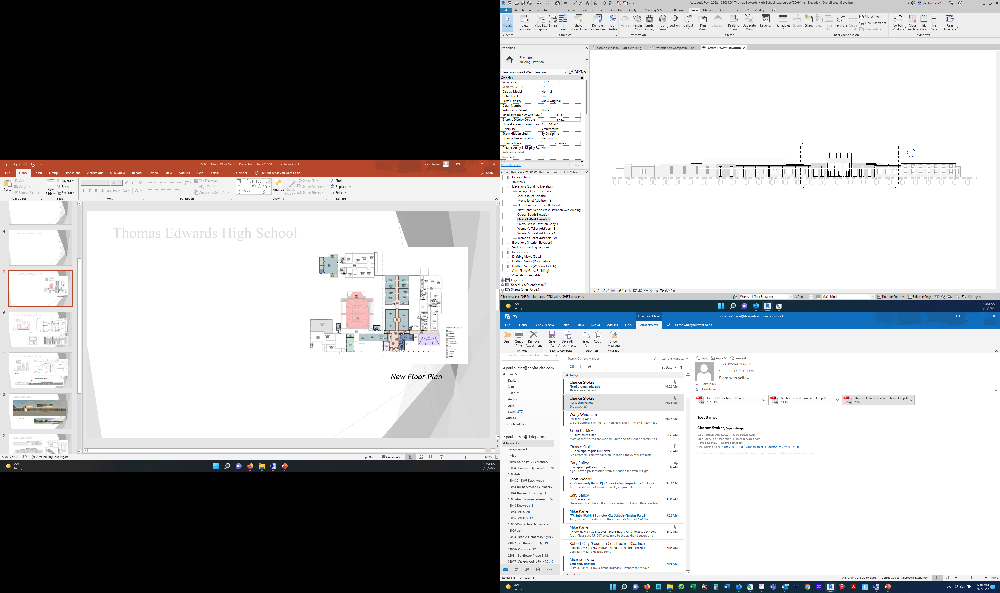 22 0310 Board Work Session Presentation for 22 0310.pptx - PowerPoint
Paul Purser
File Home Insert Design Transitions Animations Slide Show Record Review View Add-ins Help doPDF 10 PDFelement Tell me what you want to do Share
Paste Cut Copy Format Painter Clipboard
New Slide Layout Reset Section Slides
18 Font
Text Direction Align Text Convert to SmartArt Paragraph
Arrange Quick Styles Shape Fill Shape Outline Shape Effects Drawing
Find Replace Select Editing
4
Thomas Edwards High School
5
Thomas Edwards High School
6
Thomas Edwards High School
7
Thomas Edwards High School
8
Gentry High School
9
Gentry High School
Thomas Edwards High School
Department Legend
New Floor Plan
Slide 5 of 11 Accessibility: Investigate Notes Comments 121%
55°F
Sunny
10:51 AM
3/10/2022
Autodesk Revit 2022 - 21081.01 Thomas Edwards High School_paulpurserY2QHY.rvt - Elevation: Overall West Elevation
paulpurserY2...
File Architecture Structure Steel Precast Systems Insert Annotate Analyze Massing & Site Collaborate View Manage Add-Ins Enscape™ Modify
Modify
View Templates
Visibility/ Graphics
Filters
Thin Lines
Show Hidden Lines
Remove Hidden Lines
Cut Profile
Render
Render in Cloud
Render Gallery
3D View
Section
Callout
Plan Views
Elevation
Drafting View
Duplicate View
Legends
Schedules
Scope Box
Sheet
View
Title Block
Revisions
Guide Grid
Matchline
View Reference
Viewports
Switch Windows
Close Inactive
Tab Views
Tile Views
User Interface
Select Graphics Presentation Create Sheet Composition Windows
Properties
Composite Plan - Pauls Working
Presentation Composite Plan
Overall West Elevation
Elevation
Building Elevation
Elevation: Overall West Elevation Edit Type
Graphics
View Scale 1/16" = 1'-0"
Scale Value 1: 192
Display Model Normal
Detail Level Fine
Parts Visibility Show Original
Detail Number 1
Rotation on Sheet None
Visibility/Graphics Overrid... Edit...
Graphic Display Options Edit...
Hide at scales coarser than 1" = 400'-0"
Discipline Architectural
Show Hidden Lines By Discipline
Color Scheme Location Background
Color Scheme <none>
Default Analysis Display S... None
Reference Label
Sun Path
Extents
Properties help Apply
Project Browser - 21081.01 Thomas Edwards High School_...
Ceiling Plans
3D Views
Elevations (Building Elevation)
Enlarged Front Elevation
Men's Toilet Addition - E
Men's Toilet Addition - S
New Construction South Elevation
New Construction West Elevation w/o Awning
Overall South Elevation
Overall West Elevation
Overall West Elevation Copy 1
Women's Toilet Addition - E
Women's Toilet Addition - N
Women's Toilet Addition - W
Elevations (Interior Elevation)
Sections (Building Section)
Renderings
Drafting Views (Detail)
Drafting Views (Door Details)
Drafting Views (Window Details)
Area Plans (Gross Building)
Area Plans (Rentable)
Legends
Schedules/Quantities (all)
Sheets (Sheet Order)
1/16" = 1'-0"
Click to select, TAB for alternates, CTRL adds, SHIFT unselects.
Workset1 (Not Editable) :0 Main Model Exclude Options Editable Only :0
55°F
Sunny
10:51 AM
3/10/2022
Attachment Tools
Inbox - paulpurser@dalepartners.com - Outlook
File Home Send / Receive Folder View iCloud Add-ins Help Attachments Tell me what you want to do
Open
Quick Print
Remove Attachment
Save As
Save All Attachments
Select All
Copy
Show Message
Actions Save to Computer Selection Message
Drag Your Favorite Folders Here
paulpurser@capitalcite.com
Inbox 5
Drafts
Sent
Trash 59
Archive
Junk
spam [276]
Outbox
Search Folders
paulpurser@dalepartners....
Inbox 15
_employment
_misc
15050-South Park Elementary
15094- Community Bank H... 70
18034-dr
18043.01-BWF Beechwood 1
18043-bw beechwood element...
18044-Bovina Elementary 1
18045-bow bowmar eleme... 54
18048-Redwood 3
18053- VJHS 26
18056- WCJHS 17
18057-Warrenton Elementary
18059-aoi
19093- Brooks Elementary Gym 2
21027- Sunflower County 19
21064- Pontotoc 32
21081- Sunflower Phase II 12
21097- Greenwood Leflore ES... 2
Search Current Mailbox Current Mailbox
All Unread By Date
Today
Chance Stokes
Fixed thomas edwards 10:32 AM
Please see attached.
Chance Stokes
Plans with yellow 10:24 AM
See attached.
Wally Windham
Re: Jr High Gym 10:12 AM
We are getting it in the front common. Not in the gym. May need
Jason Kackley
RE: sunflower esser 9:52 AM
Most of these areas are window units and gas space heaters, so I
Chance Stokes
RE: powerpoint pdf sunflower 9:51 AM
See attached. I am working on updating the gentry site plan
Gary Bailey
powerpoint pdf sunflower 9:37 AM
If you have a presentation started, send to me even if it gets
Scott Woods
RE: Community Bank HQ - Above Ceiling Inspection - 4th Floor. 9:37 AM
Yes, I am still lout of town but will give you a date as soon as
Gary Bailey
sunflower esser 9:36 AM
I have evaluated the sq ft and most were ok. I few differences but
Mike Parker
FW: Submittal 018 Pontotoc City Schools-Finishes Part 2 9:32 AM
Paul, What is the status on the submittals for part 2 of the
Mike Parker
RFI 007 Jr. High Gym Louvers and Exhaust Fans Pontotoc Schools 8:12 AM
Paul, Please see RFI 007 pertaining to the Jr. High Louvers and
Robert Clay (Fountain Construction Co., Inc.)
Community Bank HQ Above Ceiling Inspection - 4th Floor. 8:05 AM
Community Bank Headquarters
Microsoft Viva
Your daily briefing 7:09 AM
Hi Paul Purser, Have a great Thursday! Prepare for today's
Yesterday
Reply Reply All Forward
Thu 3/10/2022 10:23 AM
Chance Stokes
Plans with yellow
To Gary Bailey
Cc Paul Purser
Gentry Presentation Plan.pdf
1018 KB
Gentry Presentation Site Plan.pdf
1 MB
Thomas Edwards Presentation Plan.pdf
2 MB
See attached.
Chance Stokes, Project Manager
Dale Partners Architects | dalepartners.com
Dale Bailey, an Association | dalebaileyarch.com
T 601 352 5411 | M 601 319 5889
One Jackson Place, Suite 250 | 188 E Capitol Street | Jackson, MS 39201-2100
Email disclaimer: dalepartners.com/email-disclaimer. If you cannot access hyperlink, please email sender.
Items: 118 Unread: 15
All folders are up to date. Connected to: Microsoft Exchange 100%
55°F
Sunny
10:51 AM
3/10/2022
19